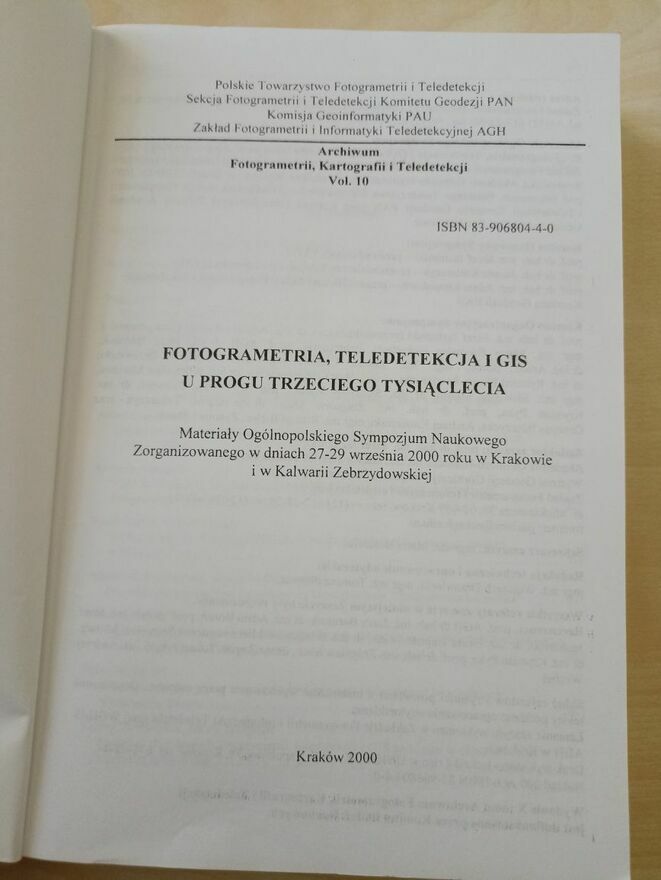 Polskie Towarzystwo Fotogrametrii i Teledetekcji
Sekcja Fotogrametrii i Teledetekcji Komitetu Geodezji PAN
Komisja Geoinformatyki PAU
Zakład Fotogrametrii i Informatyki Teledetekcyjnej AGH
Archiwum
Fotogrametrii, Kartografii i Teledetekcji
Vol. 10
ISBN 83-906804-4-0
FOTOGRAMETRIA, TELEDETEKCJA I GIS
U PROGU TRZECIEGO TYSIĄCLECIA
Materiały Ogólnopolskiego Sympozjum Naukowego
Zorganizowanego w dniach 27-29 września 2000 roku w Krakowie
i w Kalwarii Zebrzydowskiej
Kraków 2000